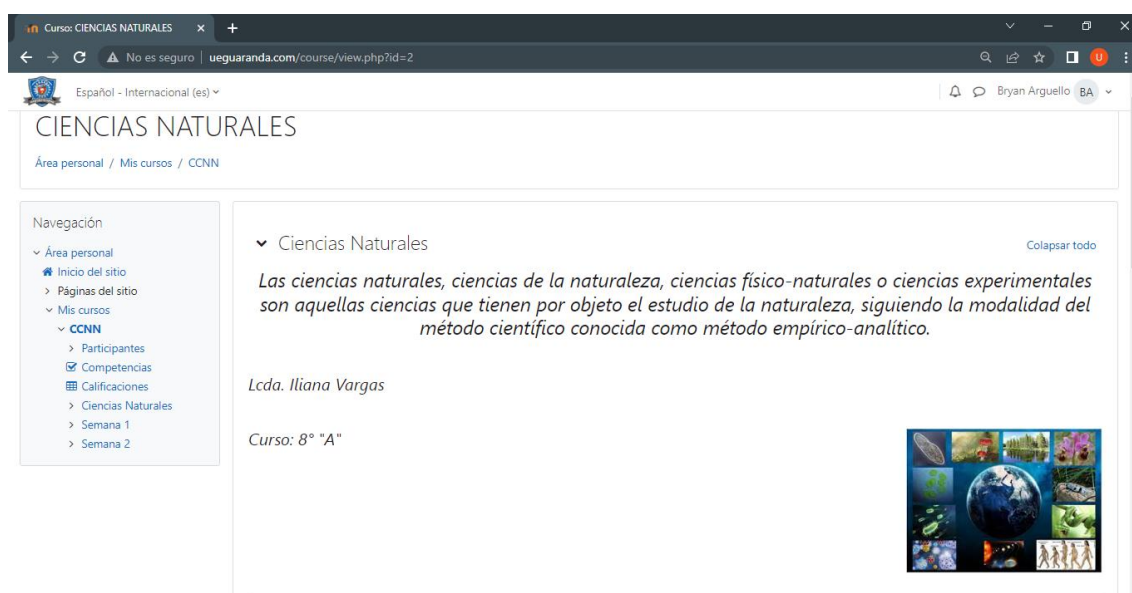 Curso: CIENCIAS NATURALES
No es seguro | ueguaranda.com/course/view.php?id=2
U
Español - Internacional (es)
Bryan Arguello BA
CIENCIAS NATURALES
Área personal / Mis cursos / CCNN
Navegación
Área personal
Inicio del sitio
Páginas del sitio
Mis cursos
CCNN
Participantes
Competencias
Calificaciones
Ciencias Naturales
Semana 1
Semana 2
Ciencias Naturales
Colapsar todo
Las ciencias naturales, ciencias de la naturaleza, ciencias físico-naturales o ciencias experimentales
son aquellas ciencias que tienen por objeto el estudio de la naturaleza, siguiendo la modalidad del
método científico conocida como método empírico-analítico.
Lcda. Iliana Vargas
Curso: 8° "A"